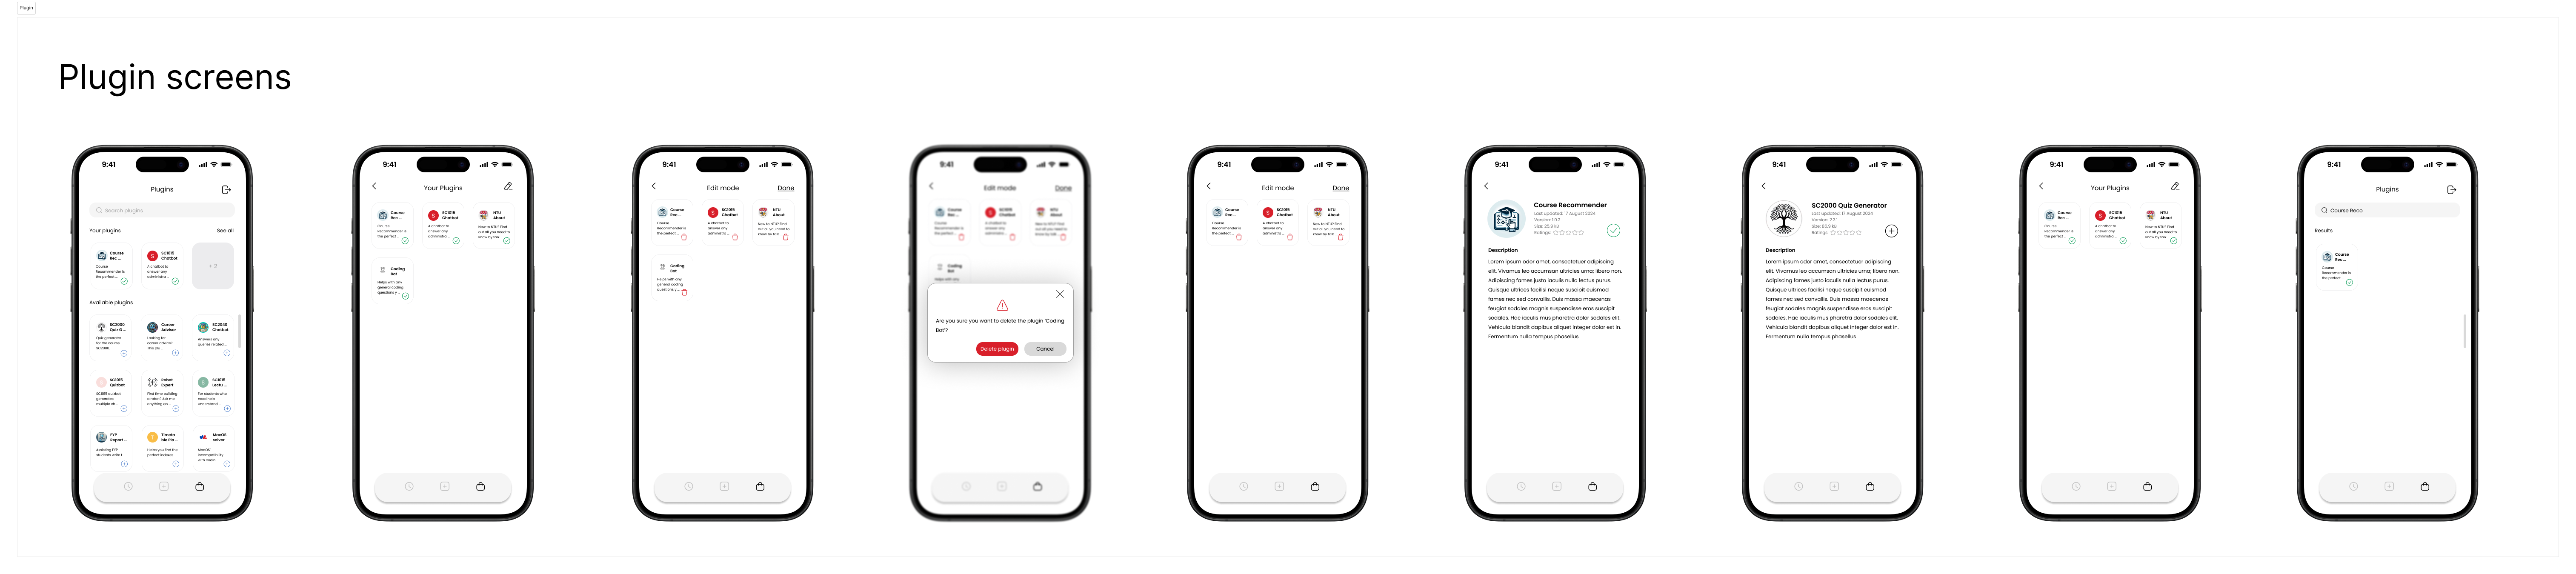 Plugin
Plugin screens
9:41
Plugins
Search plugins
Your plugins
See all
Course
Rec ...
Course
Recommender is
the perfect ...
SC1015
Chatbot
A chatbot to
answer any
administra ...
+ 2
Available plugins
SC2000
Quiz G ...
Quiz generator
for the course
SC2000
Career
Advisor
Looking for
career advice?
This plu ...
SC2040
Chatbot
Answers any
queries related ...
SC1015
Quizbot
SC1015 quizbot
generates
multiple ch ...
Robot
Expert
First time building
a robot? Ask me
anything on ...
S
SC1015
Lectu ...
For students who
need help
understand ...
FYP
Report ...
Assisting FYP
students write t ...
T
Timeta
ble Pla ...
Helps you find the
perfect indexes ...
MacOS
solver
MacOS
incompatibility
with codin ...
9:41
Your Plugins
Course
Rec ...
Course
Recommender is
the perfect ...
S
SC1015
Chatbot
A chatbot to
answer any
administra ...
NTU
About
New to NTU? Find
out all you need to
know by talk ...
Coding
Bot
Helps with any
general coding
questions y ...
9:41
Edit mode
Done
Course
Rec ...
Course
Recommender is
the perfect ...
S
SC1015
Chatbot
A chatbot to
answer any
administra ...
NTU
About
New to NTU? Find
out all you need to
know by talk ...
Coding
Bot
Helps with any
general coding
questions y ...
9:41
Edit mode
Done
Are you sure you want to delete the plugin 'Coding
Bot'?
Delete plugin
Cancel
9:41
Edit mode
Done
Course
Rec ...
Course
Recommender is
the perfect ...
S
SC1015
Chatbot
A chatbot to
answer any
administra ...
NTU
About
New to NTU? Find
out all you need to
know by talk ...
9:41
Course Recommender
Last updated: 17 August 2024
Version: 1.0.2
Size: 25.9 kB
Ratings:
Description
Lorem ipsum odor amet, consectetuer adipiscing
elit. Vivamus leo accumsan ultricies urna; libero non.
Adipiscing fames justo iaculis nulla lectus purus.
Quisque ultrices facilisi neque suscipit euismod
fames nec sed convallis. Duis massa maecenas
feugiat sodales magnis suspendisse eros suscipit
sodales. Hac iaculis mus pharetra dolor sodales elit.
Vehicula blandit dapibus aliquet integer dolor est in.
Fermentum nulla tempus phasellus
9:41
SC2000 Quiz Generator
Last updated: 17 August 2024
Version: 2.3.1
Size: 85.8 kB
Ratings:
Description
Lorem ipsum odor amet, consectetuer adipiscing
elit. Vivamus leo accumsan ultricies urna; libero non.
Adipiscing fames justo iaculis nulla lectus purus.
Quisque ultrices facilisi neque suscipit euismod
fames nec sed convallis. Duis massa maecenas
feugiat sodales magnis suspendisse eros suscipit
sodales. Hac iaculis mus pharetra dolor sodales elit.
Vehicula blandit dapibus aliquet integer dolor est in.
Fermentum nulla tempus phasellus
9:41
Your Plugins
Course
Rec ...
Course
Recommender is
the perfect ...
S
SC1015
Chatbot
A chatbot to
answer any
administra ...
NTU
About
New to NTU? Find
out all you need to
know by talk ...
9:41
Plugins
Course Reco
Results
Course
Rec ...
Course
Recommender is
the perfect ...